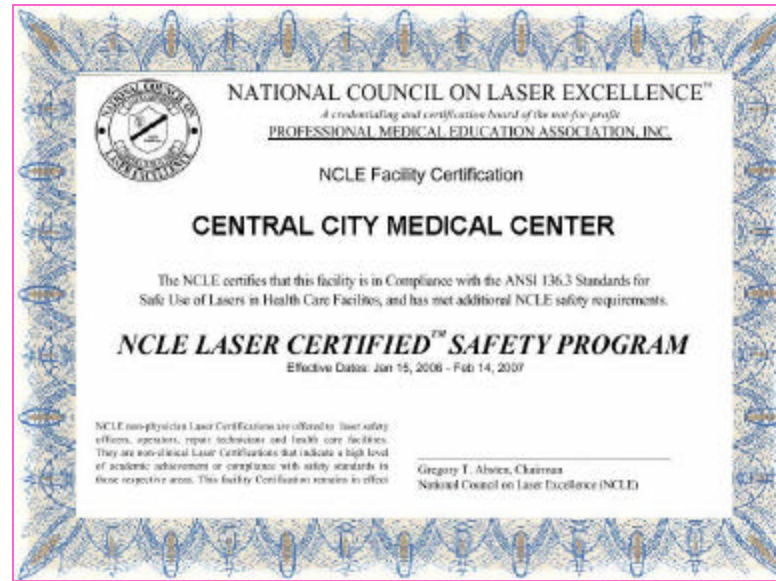 NATIONAL COUNCIL ON
LASER EXCELLENCE
NATIONAL COUNCIL ON LASER EXCELLENCE™
A credentialing and certification board of the not-for-profit
PROFESSIONAL MEDICAL EDUCATION ASSOCIATION, INC.
NCLE Facility Certification
CENTRAL CITY MEDICAL CENTER
The NCLE certifies that this facility is in Compliance with the ANSI 136.3 Standards for
Safe Use of Lasers in Health Care Facilites, and has met additional NCLE safety requirements.
NCLE LASER CERTIFIED™ SAFETY PROGRAM
Effective Dates: Jan 15, 2006 - Feb 14, 2007
NCLE non-physician Laser Certifications are offered to laser safety
officers, operators, repair technicians and health care facilities.
They are non-clinical Laser Certifications that indicate a high level
of academic achievement or compliance with safety standards in
those respective areas. This facility Certification remains in effect
Gregory T. Absten, Chairman
National Council on Laser Excellence (NCLE)